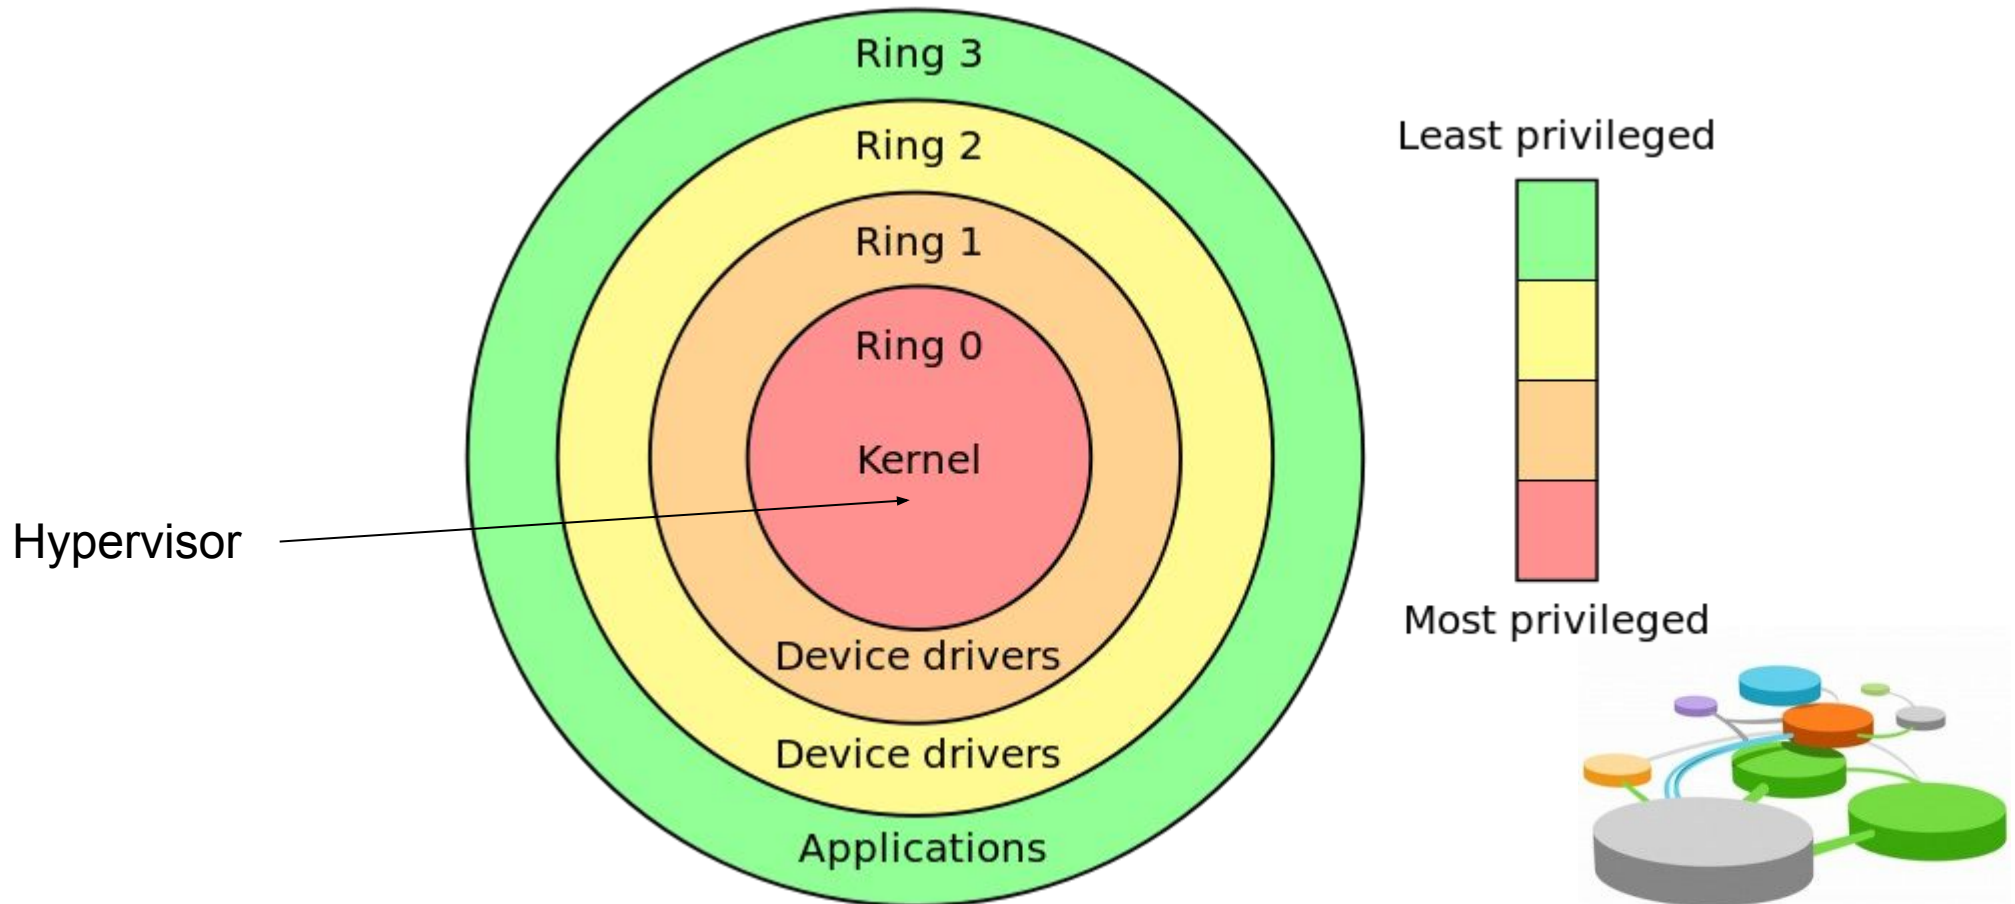 Ring 3
Ring 2
Ring 1
Ring 0
Kernel
Device drivers
Device drivers
Applications
Hypervisor
Least privileged
Most privileged